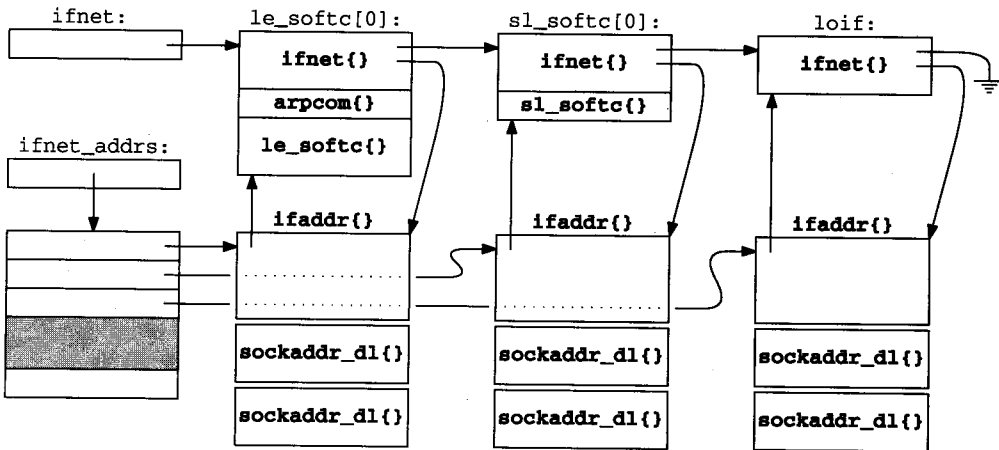 ifnet:
le_softc[0]:
sl_softc[0]:
loif:
ifnet{}
ifnet{}
ifnet{}
arpcom{}
sl_softc{}
le_softc{}
ifnet_addrs:
ifaddr{}
ifaddr{}
ifaddr{}
sockaddr_dl{}
sockaddr_dl{}
sockaddr_dl{}
sockaddr_dl{}
sockaddr_dl{}
sockaddr_dl{}